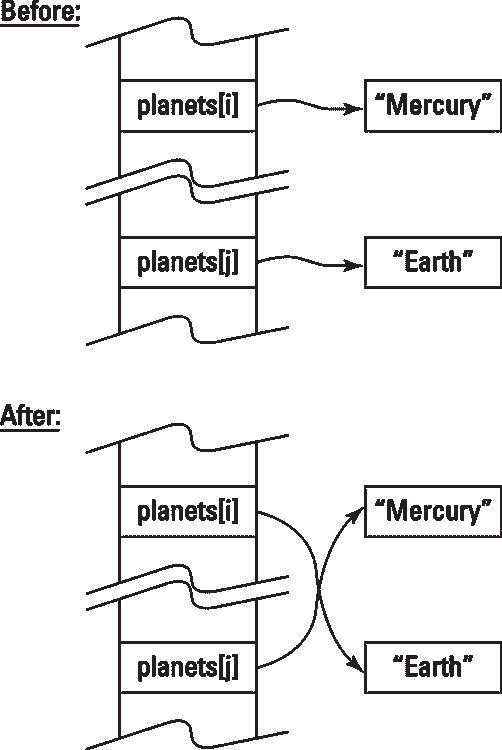 Before:
planets[i]
“Mercury”
planets[j]
“Earth”
After:
planets[i]
“Mercury”
planets[j]
“Earth”